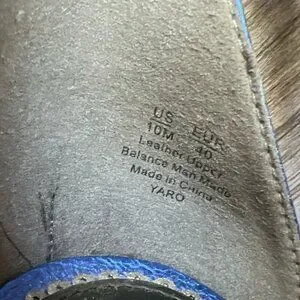 US EUR
10M 40
Leather Upper
Balance Man Made
Made in China
YARO